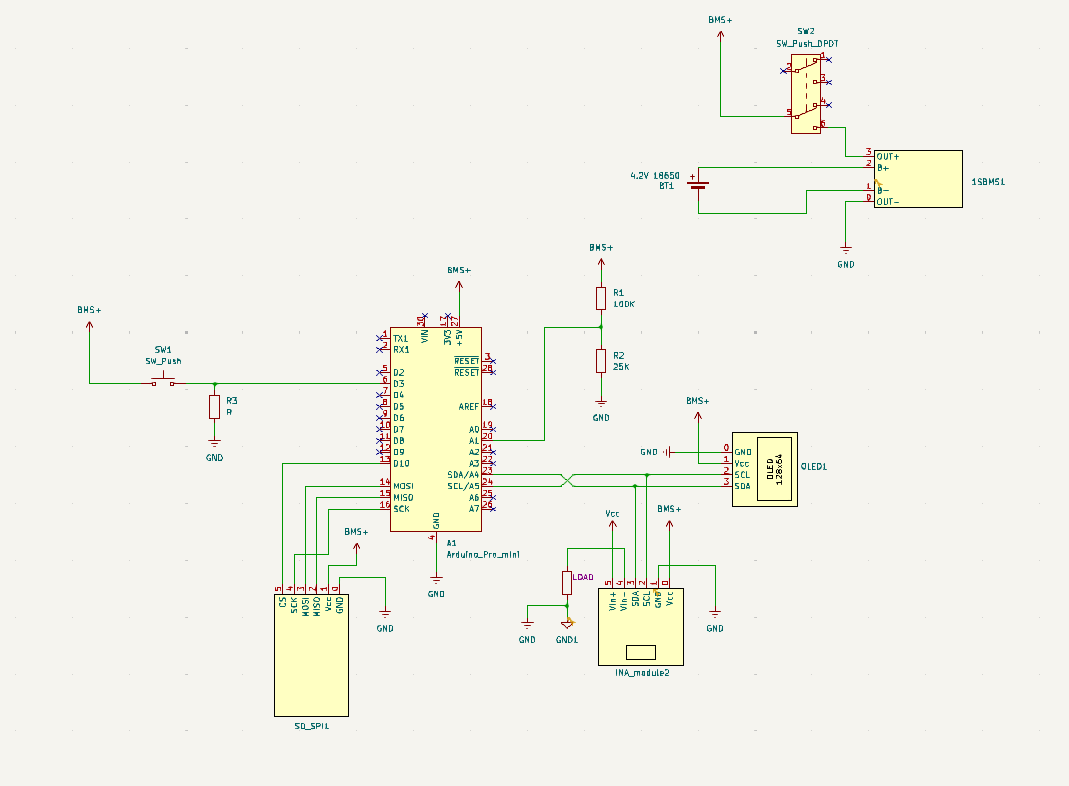 BMS+
SW2
SW_Push_DPDT
1
2
3
4
5
6
3 OUT+
2 B+
1 B-
0 OUT-
1SBMS1
4.2V 18650
BT1
+
GND
BMS+
R1
100K
R2
25K
GND
BMS+
BMS+
SW1
SW_Push
R3
R
GND
30 VIN
17 3V3
27 +5V
1 TX1
2 RX1
5 D2
6 D3
7 D4
8 D5
9 D6
10 D7
11 D8
12 D9
13 D10
14 MOSI
15 MISO
16 SCK
RESET 3
RESET 28
AREF 18
A0 19
A1 20
A2 21
A3 22
SDA/A4 23
SCL/A5 24
A6 25
A7 26
GND
4
A1
Arduino_Pro_mini
GND
BMS+
GND
0 GND
1 Vcc
2 SCL
3 SDA
OLED
128x64
OLED1
BMS+
GND
5 CS
4 SCK
3 MOSI
2 MISO
1 Vcc
0 GND
SD_SPI1
Vcc
BMS+
LOAD
GND
GND1
GND
5 Vin+
4 Vin-
3 SDA
2 SCL
1 GND
0 Vcc
INA_module2